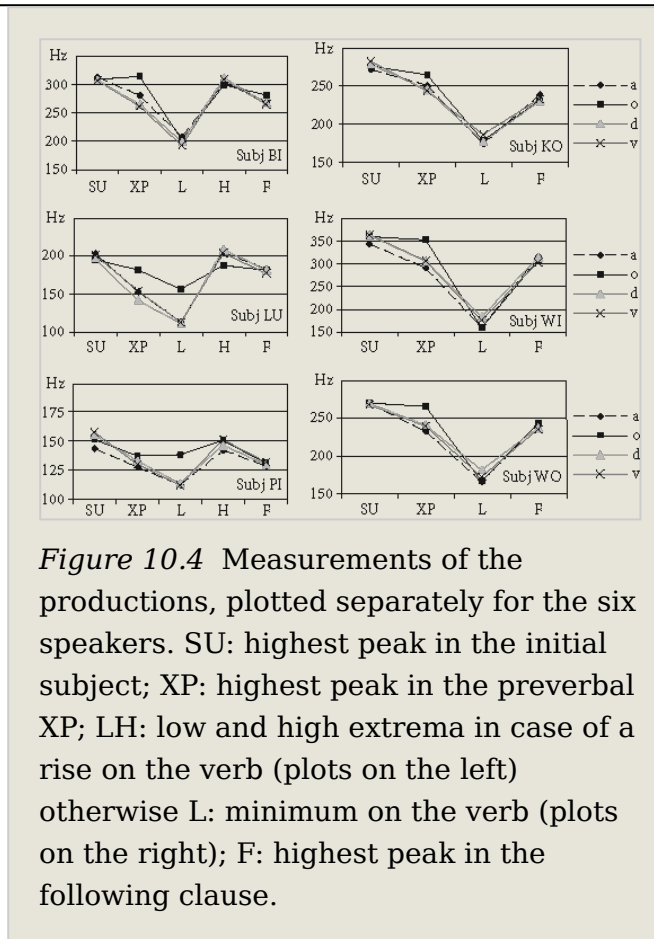 Hz
300
250
200
150
SU XP L H F
Subj BI
Hz
250
200
150
SU XP L F
Subj KO
a
o
d
v
Hz
200
150
100
SU XP L H F
Subj LU
Hz
350
300
250
200
150
SU XP L F
Subj WI
a
o
d
v
Hz
175
150
125
100
SU XP L H F
Subj PI
Hz
250
200
150
SU XP L F
Subj WO
a
o
d
v
Figure 10.4 Measurements of the
productions, plotted separately for the six
speakers. SU: highest peak in the initial
subject; XP: highest peak in the preverbal
XP; LH: low and high extrema in case of a
rise on the verb (plots on the left)
otherwise L: minimum on the verb (plots
on the right); F: highest peak in the
following clause.